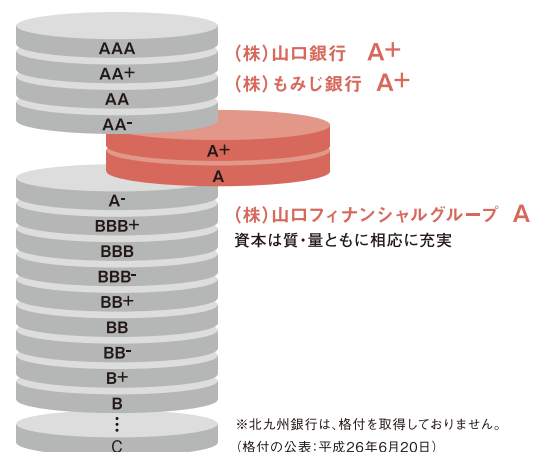 AAA
AA+
AA
AA-
A+
A
A-
BBB+
BBB
BBB-
BB+
BB
BB-
B+
B
⋮
C
(株)山口銀行 A+
(株)もみじ銀行 A+
(株)山口フィナンシャルグループ A
資本は質・量ともに相応に充実
※北九州銀行は、格付を取得しておりません。
(格付の公表:平成26年6月20日)